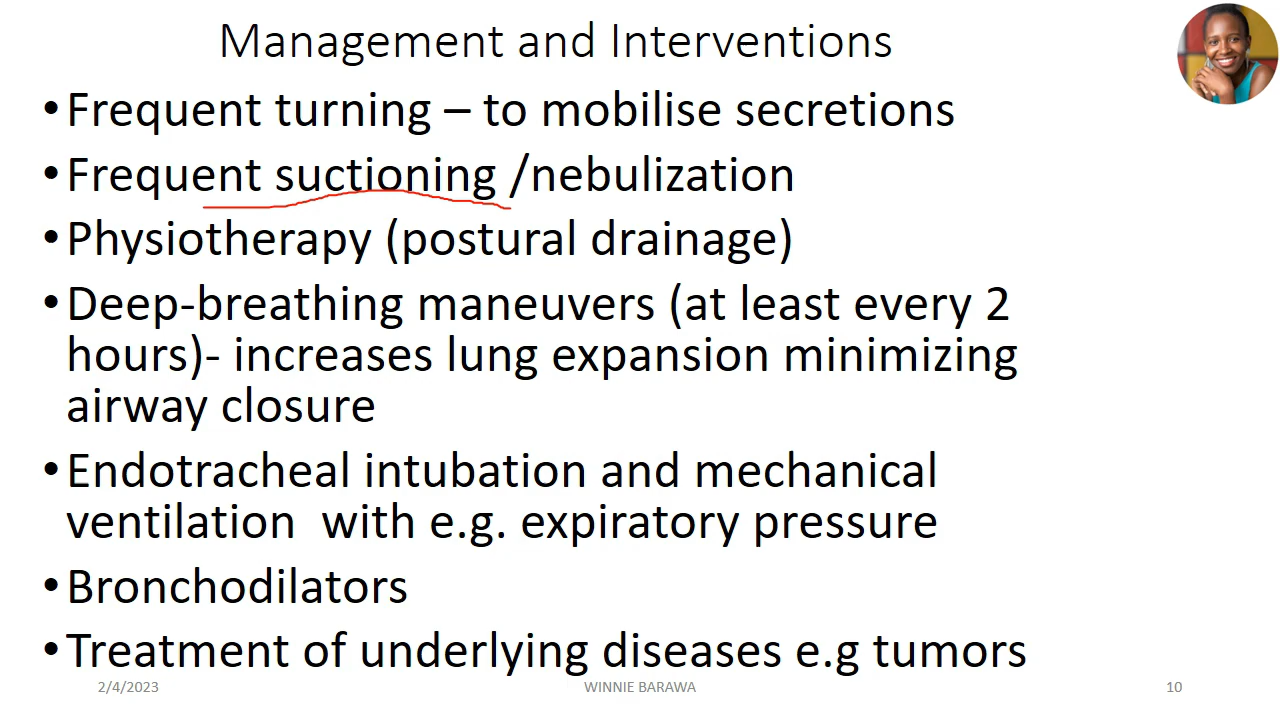 Management and Interventions
•Frequent turning – to mobilise secretions
•Frequent suctioning /nebulization
•Physiotherapy (postural drainage)
•Deep-breathing maneuvers (at least every 2
hours)- increases lung expansion minimizing
airway closure
•Endotracheal intubation and mechanical
ventilation  with e.g. expiratory pressure
•Bronchodilators
•Treatment of underlying diseases e.g tumors
2/4/2023
WINNIE BARAWA
10